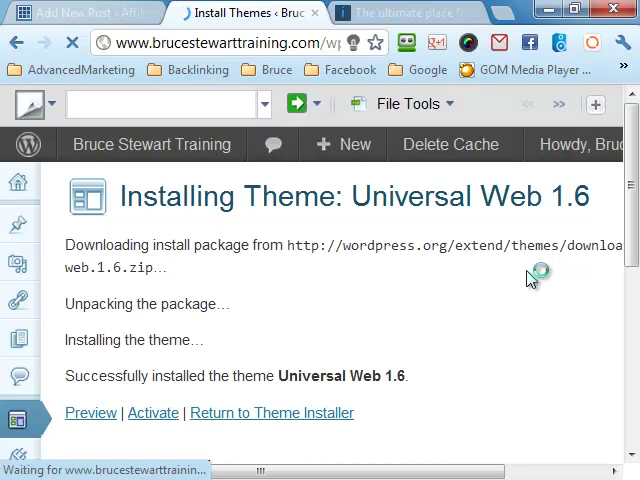 Add New Post ‹ Affili
Install Themes ‹ Bruc
The ultimate place f
www.brucestewarttraining.com/wp
AdvancedMarketing
Backlinking
Bruce
Facebook
Google
GOM Media Player ...
File Tools
Bruce Stewart Training
New
Delete Cache
Howdy, Bruc
Installing Theme: Universal Web 1.6
Downloading install package from http://wordpress.org/extend/themes/downloa
web.1.6.zip…
Unpacking the package…
Installing the theme…
Successfully installed the theme Universal Web 1.6.
Preview | Activate | Return to Theme Installer
Waiting for www.brucestewarttrainin...